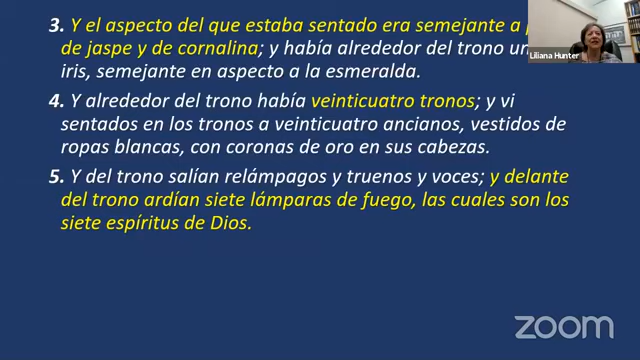 3. Y el aspecto del que estaba sentado era semejante a
de jaspe y de cornalina; y había alrededor del trono un
iris, semejante en aspecto a la esmeralda.
4. Y alrededor del trono había veinticuatro tronos; y vi
sentados en los tronos a veinticuatro ancianos, vestidos de
ropas blancas, con coronas de oro en sus cabezas.
5. Y del trono salían relámpagos y truenos y voces; y delante
del trono ardían siete lámparas de fuego, las cuales son los
siete espíritus de Dios.
Liliana Hunter
zoom